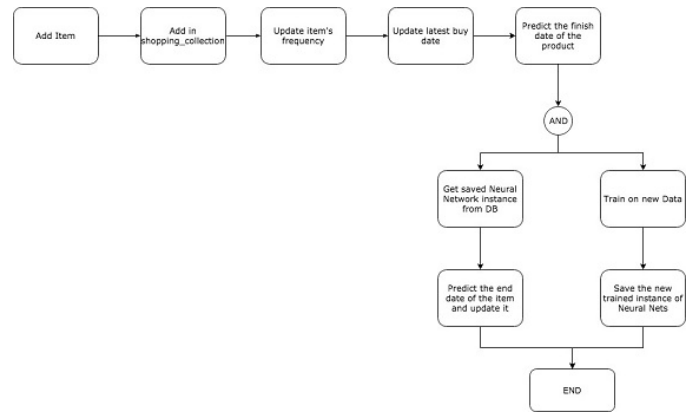 Add Item
Add in
shopping_collection
Update item's
frequency
Update latest buy
date
Predict the finish
date of the
product
AND
Get saved Neural
Network instance
from DB
Train on new Data
Predict the end
date of the item
and update it
Save the new
trained instance of
Neural Nets
END